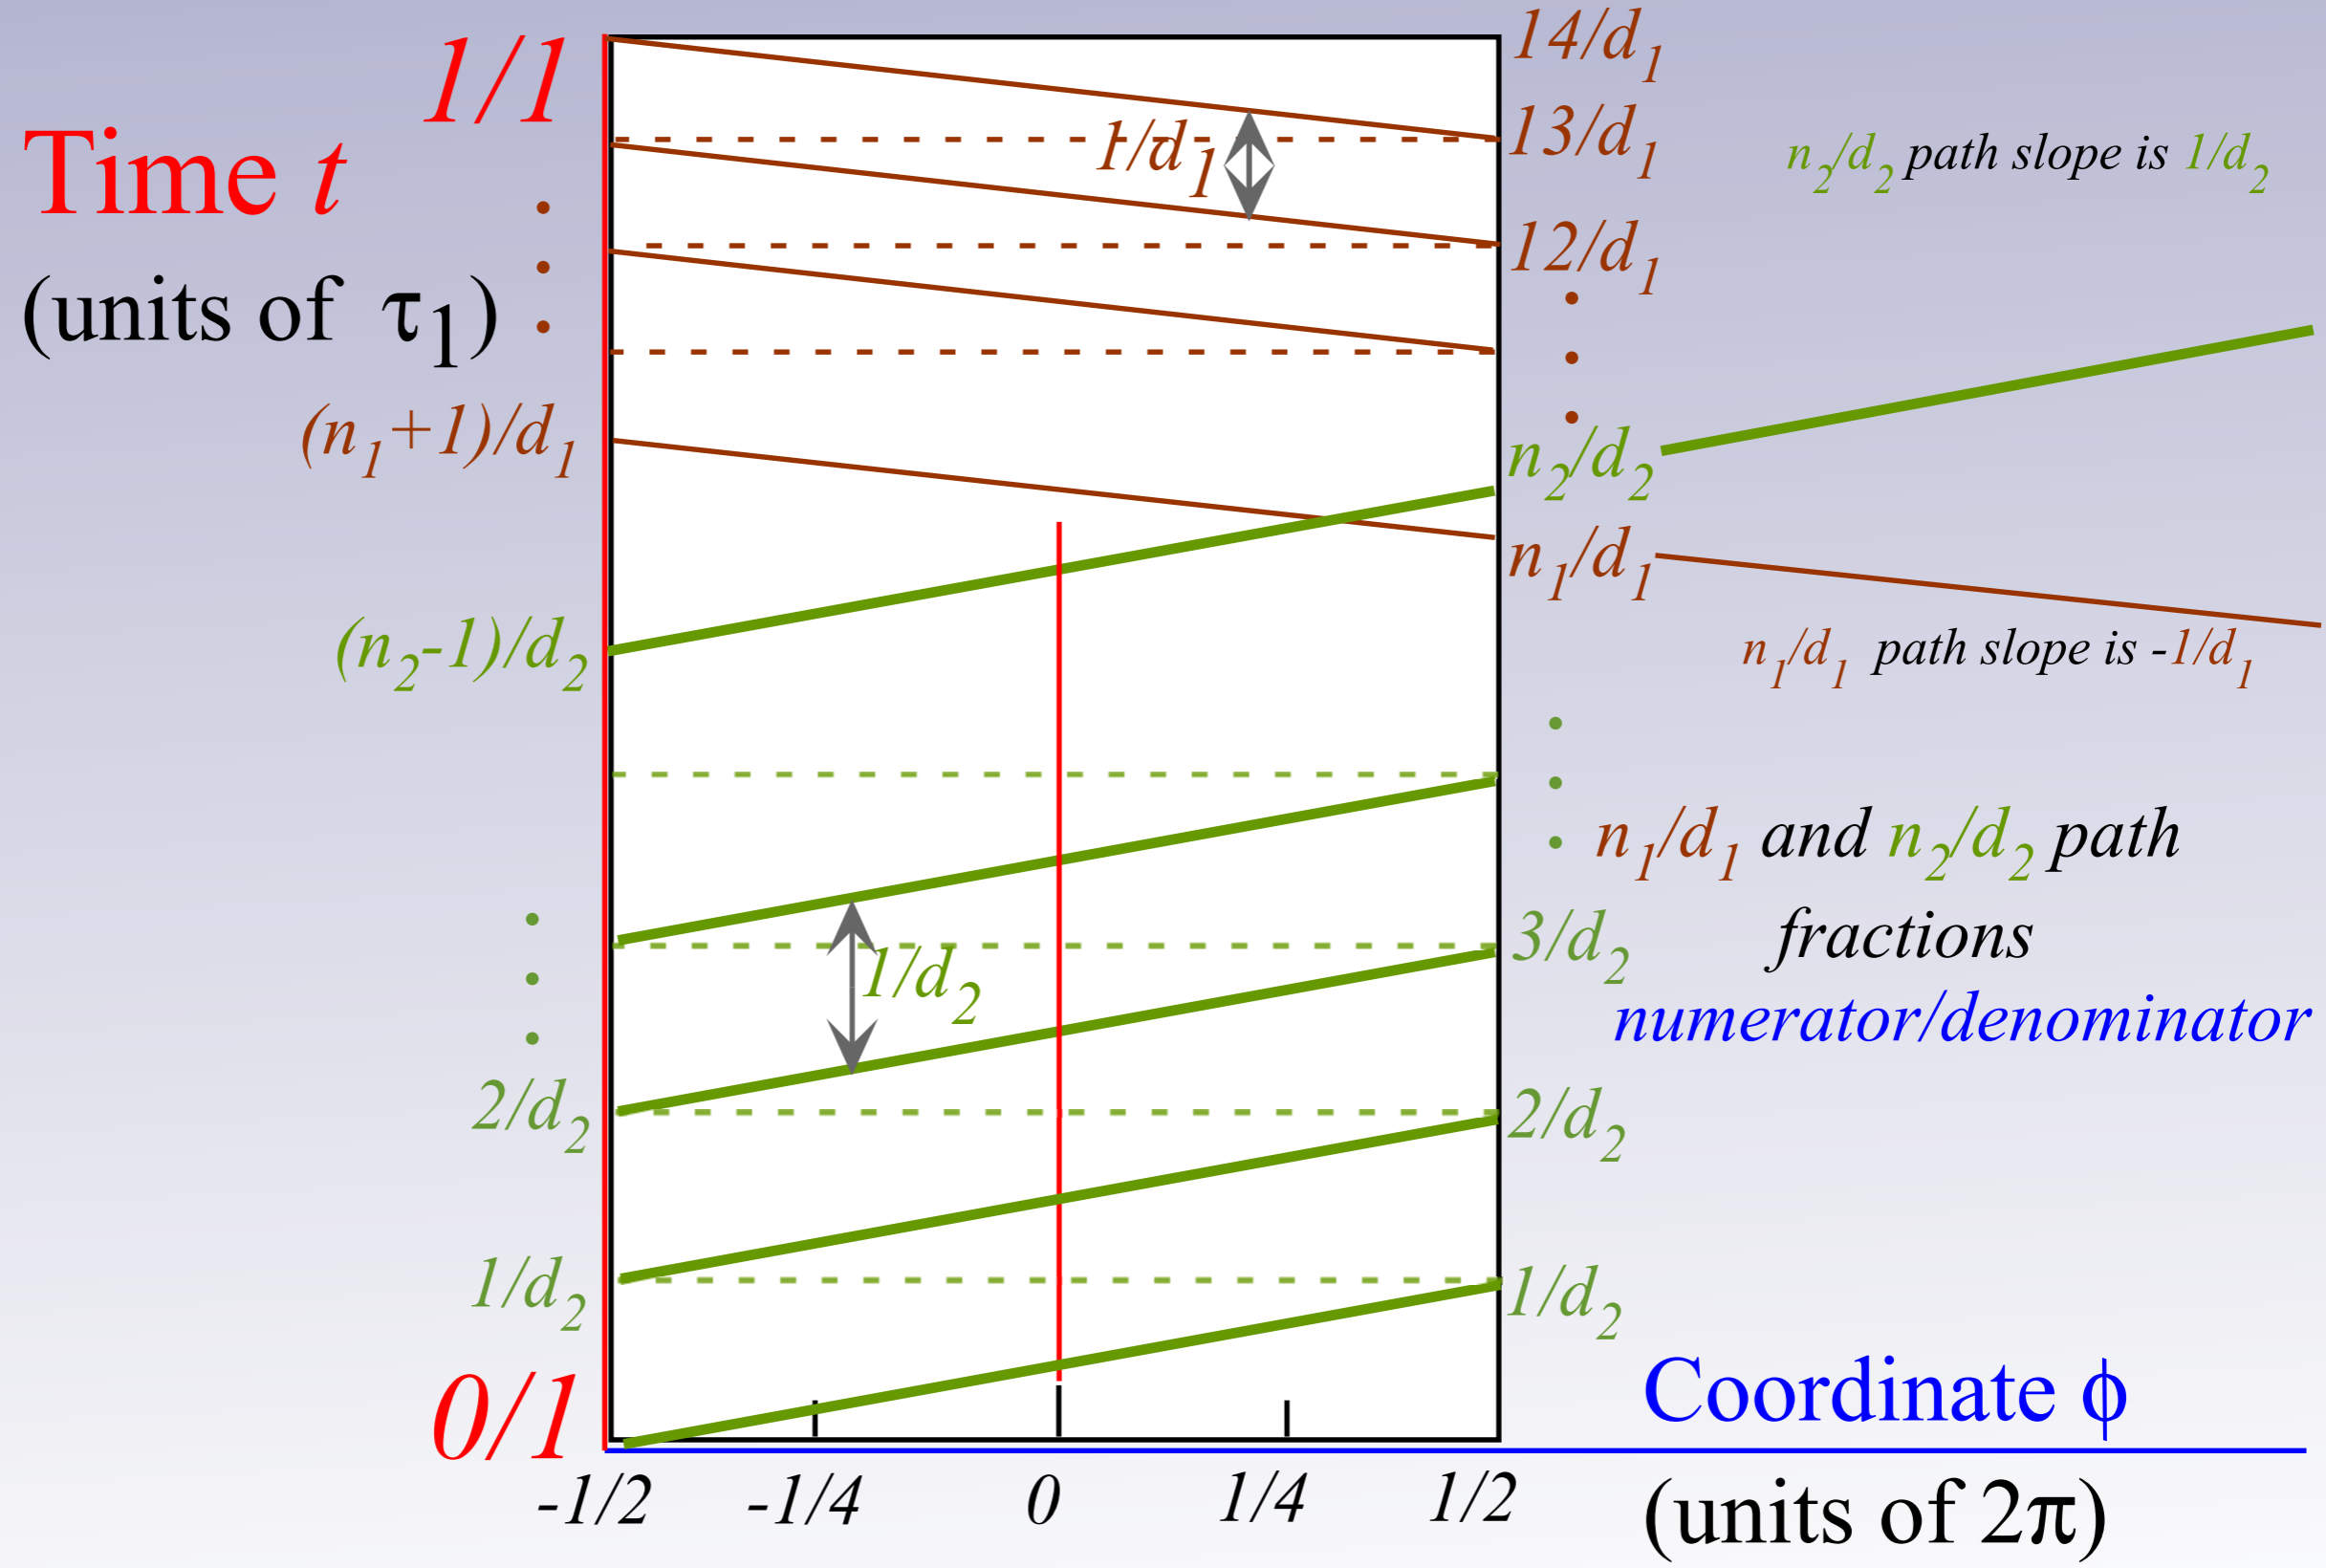 1/1
14/d1
Time t
1/d1
13/d1
n2/d2 path slope is 1/d2
12/d1
(units of τ1)
(n1+1)/d1
n2/d2
n1/d1
(n2-1)/d2
n1/d1 path slope is -1/d1
n1/d1 and n2/d2 path
fractions
numerator/denominator
1/d2
3/d2
2/d2
2/d2
1/d2
1/d2
0/1
Coordinate ϕ
(units of 2π)
-1/2 -1/4 0 1/4 1/2